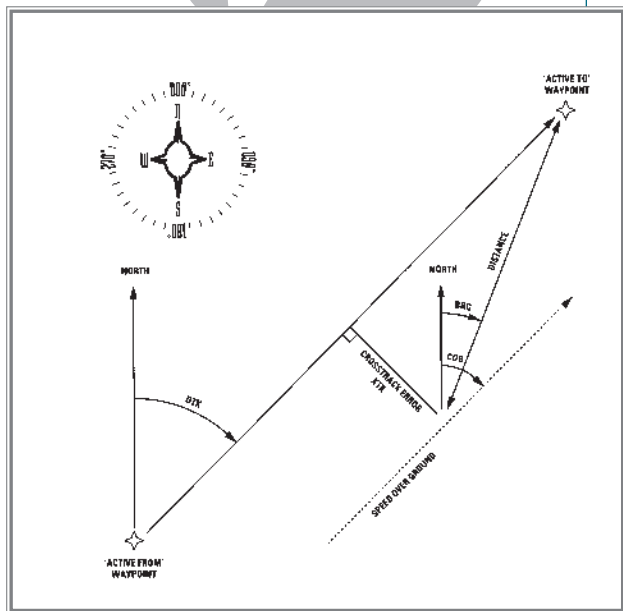 'ACTIVE TO'
WAYPOINT
000°
N
270°
W
E
090°
S
180°
NORTH
NORTH
DISTANCE
BRG
COG
CROSSTRACK ERROR
XTK
DTK
SPEED OVER GROUND
'ACTIVE FROM'
WAYPOINT